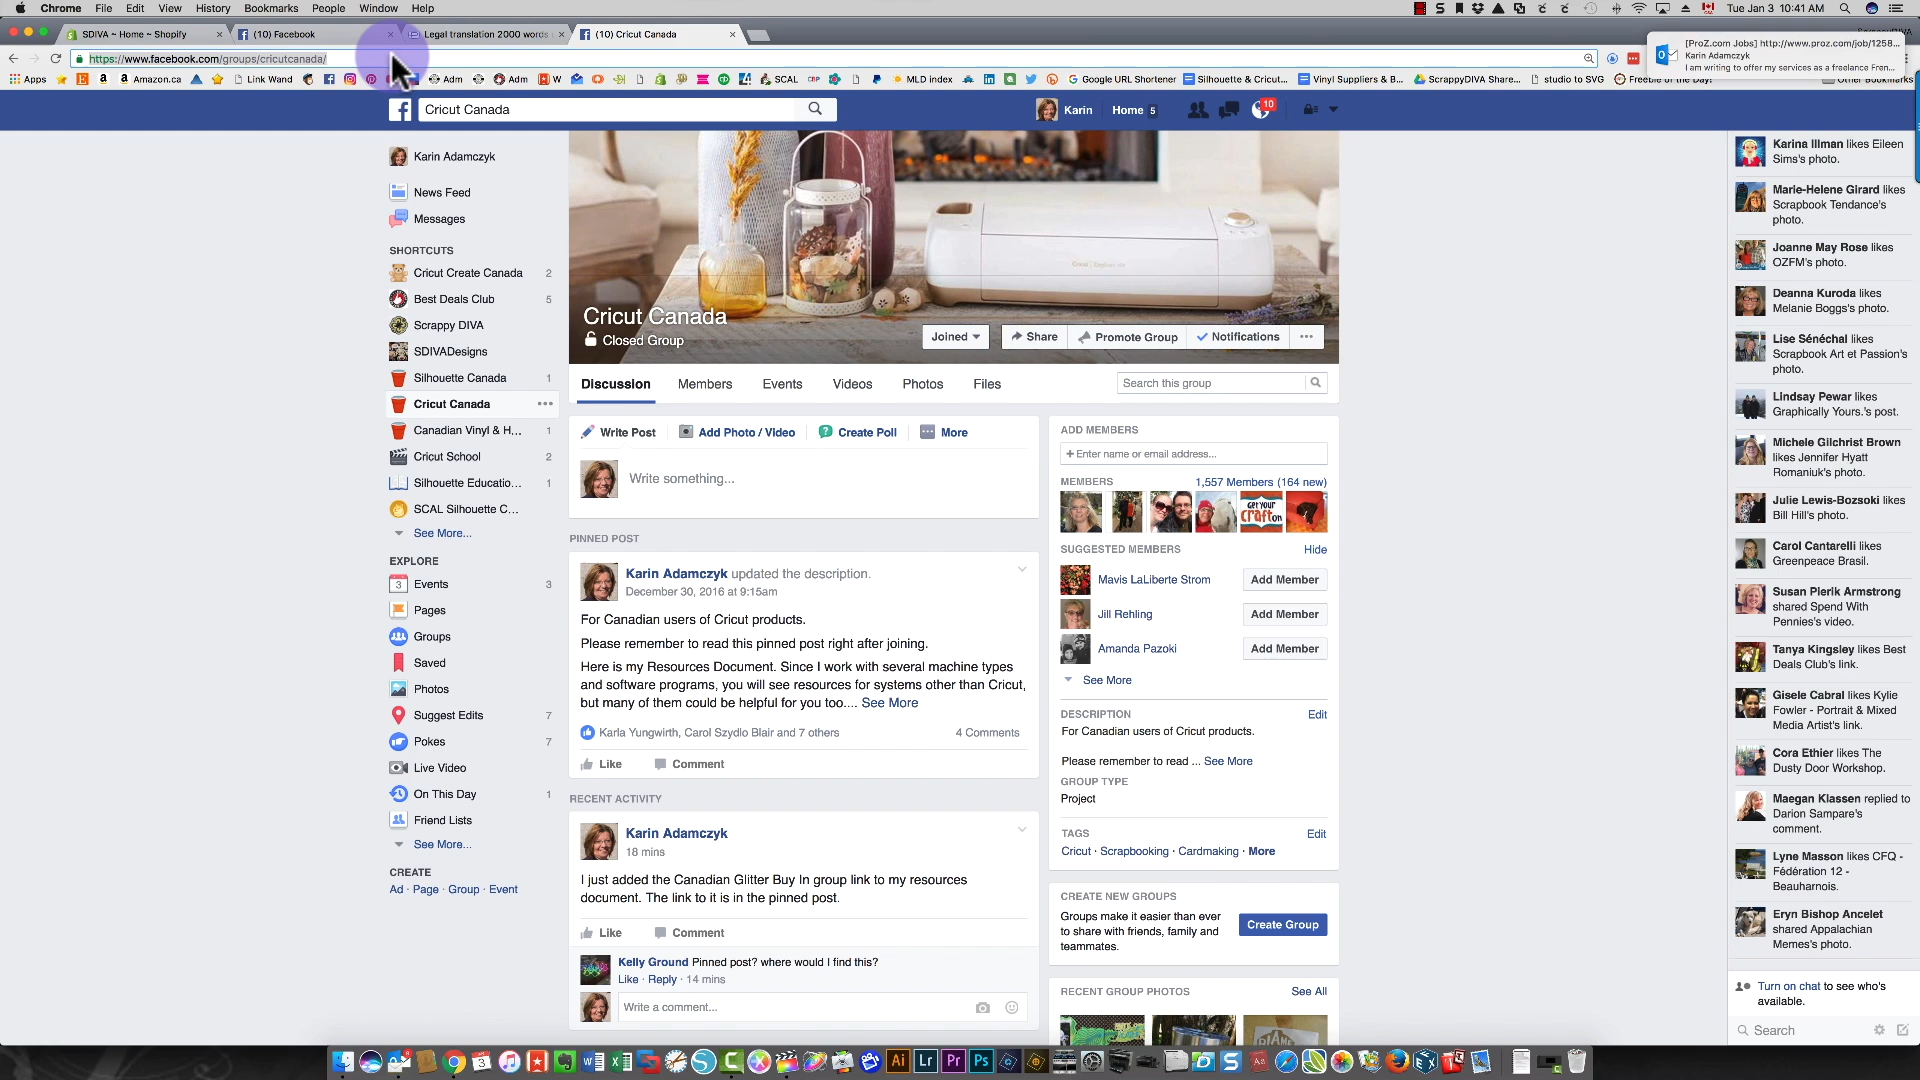 Chrome File Edit View History Bookmarks People Window Help
Tue Jan 3 10:41 AM
SDIVA ~ Home ~ Shopify
(10) Facebook
Legal translation 2000 words
(10) Cricut Canada
https://www.facebook.com/groups/cricutcanada/
[ProZ.com Jobs] http://www.proz.com/job/1258...
Karin Adamczyk
I am writing to offer my services as a freelance Fren...
Apps
Amazon.ca
Link Wand
Adm
Adm
W
SCAL
MLD index
Google URL Shortener
Silhouette & Cricut...
Vinyl Suppliers & B...
ScrappyDIVA Share...
studio to SVG
Freebie of the Day!
Other Bookmarks
Cricut Canada
Karin
Home 5
10
Karin Adamczyk
News Feed
Messages
SHORTCUTS
Cricut Create Canada 2
Best Deals Club 5
Scrappy DIVA
SDIVADesigns
Silhouette Canada 1
Cricut Canada
Canadian Vinyl & H... 1
Cricut School 2
Silhouette Educatio... 1
SCAL Silhouette C...
See More...
EXPLORE
Events 3
Pages
Groups
Saved
Photos
Suggest Edits 7
Pokes 7
Live Video
On This Day 1
Friend Lists
See More...
CREATE
Ad · Page · Group · Event
Cricut Canada
Closed Group
Joined
Share
Promote Group
Notifications
Discussion Members Events Videos Photos Files
Search this group
Write Post
Add Photo / Video
Create Poll
More
Write something...
PINNED POST
Karin Adamczyk updated the description.
December 30, 2016 at 9:15am
For Canadian users of Cricut products.
Please remember to read this pinned post right after joining.
Here is my Resources Document. Since I work with several machine types
and software programs, you will see resources for systems other than Cricut,
but many of them could be helpful for you too.... See More
Karla Yungwirth, Carol Szydlo Blair and 7 others
4 Comments
Like Comment
RECENT ACTIVITY
Karin Adamczyk
18 mins
I just added the Canadian Glitter Buy In group link to my resources
document. The link to it is in the pinned post.
Like Comment
Kelly Ground Pinned post? where would I find this?
Like · Reply · 14 mins
Write a comment...
ADD MEMBERS
+ Enter name or email address...
MEMBERS
1,557 Members (164 new)
GET YOUR
CRAFT on
SUGGESTED MEMBERS
Hide
Mavis LaLiberte Strom
Add Member
Jill Rehling
Add Member
Amanda Pazoki
Add Member
See More
DESCRIPTION
Edit
For Canadian users of Cricut products.
Please remember to read ... See More
GROUP TYPE
Project
TAGS
Edit
Cricut · Scrapbooking · Cardmaking · More
CREATE NEW GROUPS
Groups make it easier than ever
to share with friends, family and
teammates.
Create Group
RECENT GROUP PHOTOS
See All
Karina Illman likes Eileen
Sims's photo.
Marie-Helene Girard likes
Scrapbook Tendance's
photo.
Joanne May Rose likes
OZFM's photo.
Deanna Kuroda likes
Melanie Boggs's photo.
Lise Sénéchal likes
Scrapbook Art et Passion's
photo.
Lindsay Pewar likes
Graphically Yours.'s post.
Michele Gilchrist Brown
likes Jennifer Hyatt
Romaniuk's photo.
Julie Lewis-Bozsoki likes
Bill Hill's photo.
Carol Cantarelli likes
Greenpeace Brasil.
Susan Plerik Armstrong
shared Spend With
Pennies's video.
Tanya Kingsley likes Best
Deals Club's link.
Gisele Cabral likes Kylie
Fowler - Portrait & Mixed
Media Artist's link.
Cora Ethier likes The
Dusty Door Workshop.
Maegan Klassen replied to
Darion Sampare's
comment.
Lyne Masson likes CFQ -
Fédération 12 -
Beauharnois.
Eryn Bishop Ancelet
shared Appalachian
Memes's photo.
Turn on chat to see who's
available.
Search
Ai Lr Pr Ps